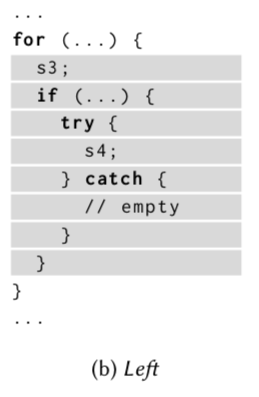 ...
for (...) {
  s3;
  if (...) {
    try {
      s4;
    } catch {
      // empty
    }
  }
}
...
(b) Left